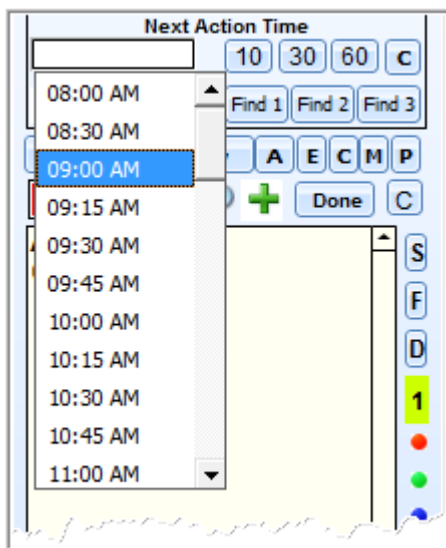 Next Action Time
10 30 60 C
Find 1 Find 2 Find 3
A E C M P
Done C
08:00 AM
08:30 AM
09:00 AM
09:15 AM
09:30 AM
09:45 AM
10:00 AM
10:15 AM
10:30 AM
10:45 AM
11:00 AM
S
F
D
1